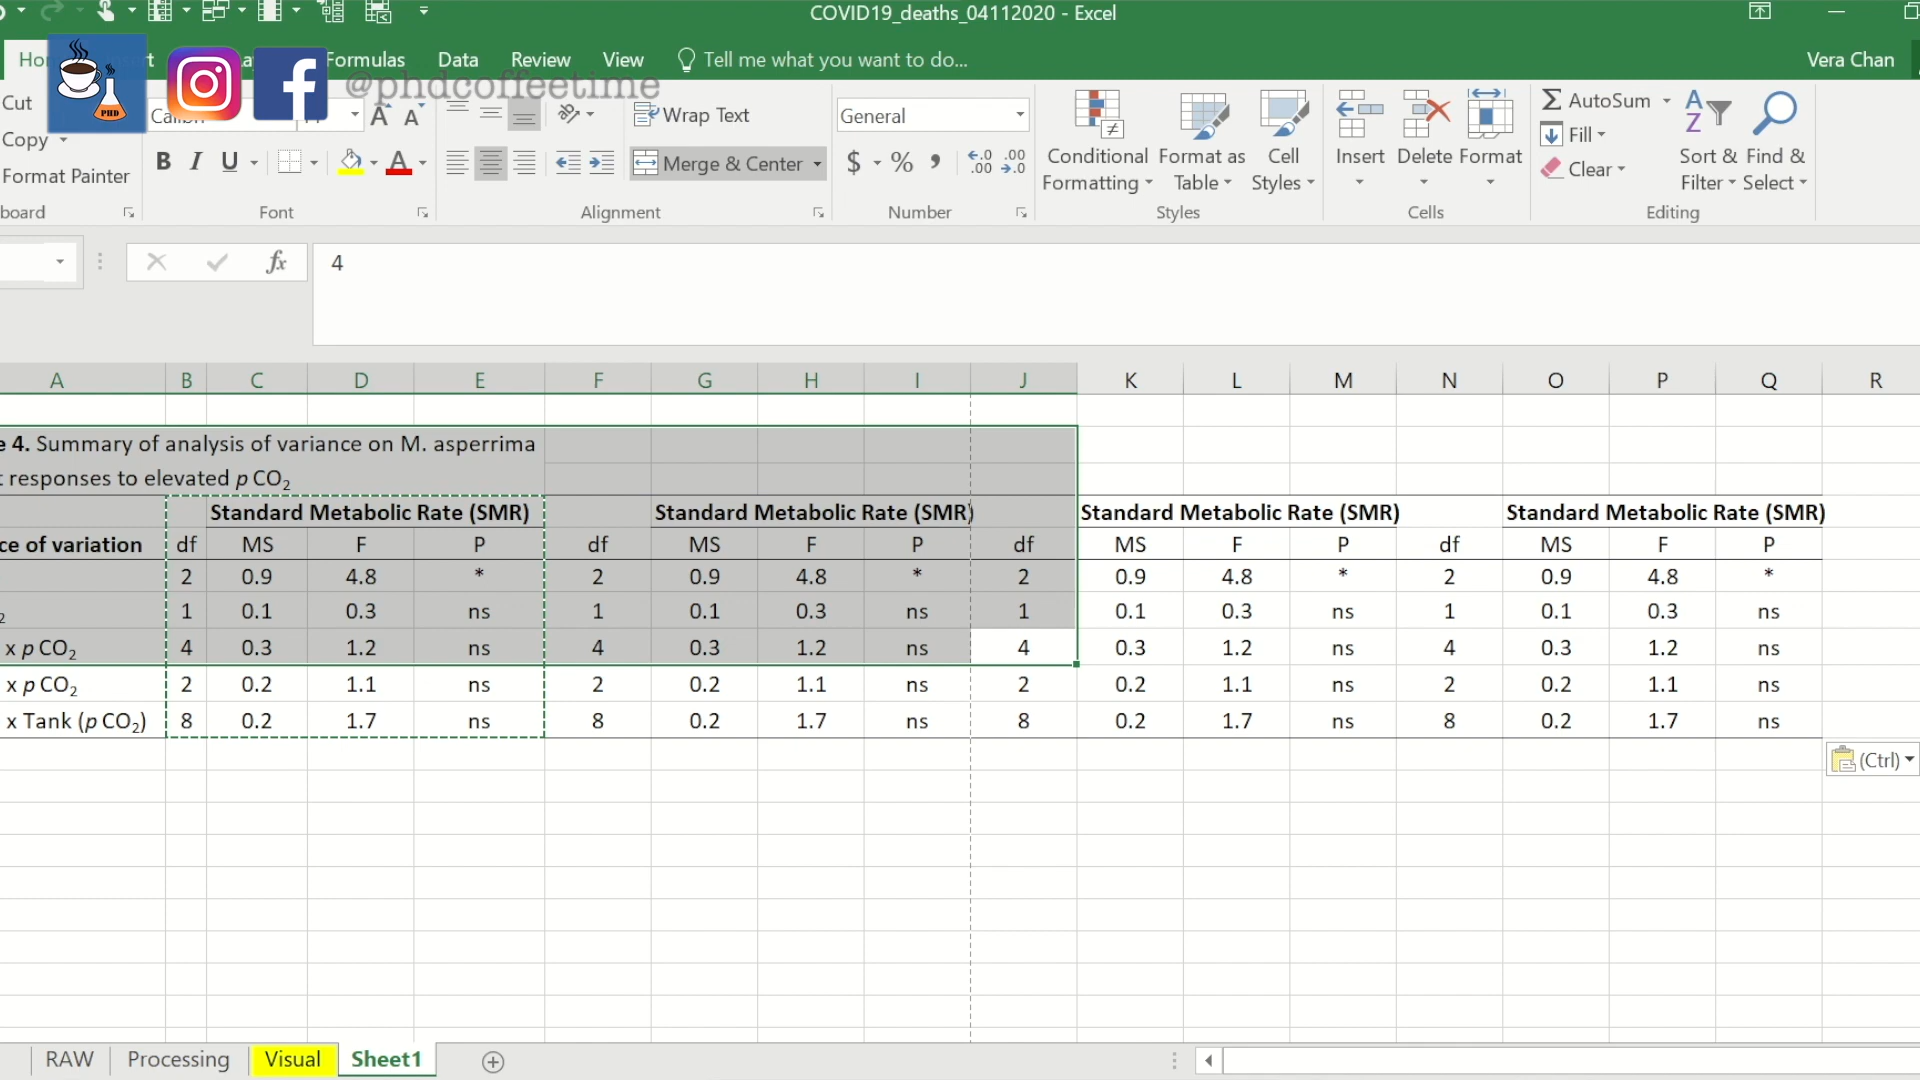 COVID19_deaths_04112020 - Excel
Formulas Data Review View Tell me what you want to do... Vera Chan
@phdcoffeetime
PHD
Cut
Copy
Format Painter
A A
Wrap Text
General
B I U
A
Merge & Center
$ % ,
Conditional Formatting
Format as Table
Cell Styles
Insert Delete Format
AutoSum
Fill
Clear
Sort & Filter
Find & Select
board Font Alignment Number Styles Cells Editing
fx 4
A B C D E F G H I J K L M N O P Q R
e 4. Summary of analysis of variance on M. asperrima
responses to elevated p CO2
Standard Metabolic Rate (SMR) Standard Metabolic Rate (SMR) Standard Metabolic Rate (SMR) Standard Metabolic Rate (SMR)
ce of variation df MS F P df MS F P df MS F P df MS F P
2 0.9 4.8 * 2 0.9 4.8 * 2 0.9 4.8 * 2 0.9 4.8 *
2 1 0.1 0.3 ns 1 0.1 0.3 ns 1 0.1 0.3 ns 1 0.1 0.3 ns
x p CO2 4 0.3 1.2 ns 4 0.3 1.2 ns 4 0.3 1.2 ns 4 0.3 1.2 ns
x p CO2 2 0.2 1.1 ns 2 0.2 1.1 ns 2 0.2 1.1 ns 2 0.2 1.1 ns
x Tank (p CO2) 8 0.2 1.7 ns 8 0.2 1.7 ns 8 0.2 1.7 ns 8 0.2 1.7 ns
(Ctrl)
RAW Processing Visual Sheet1